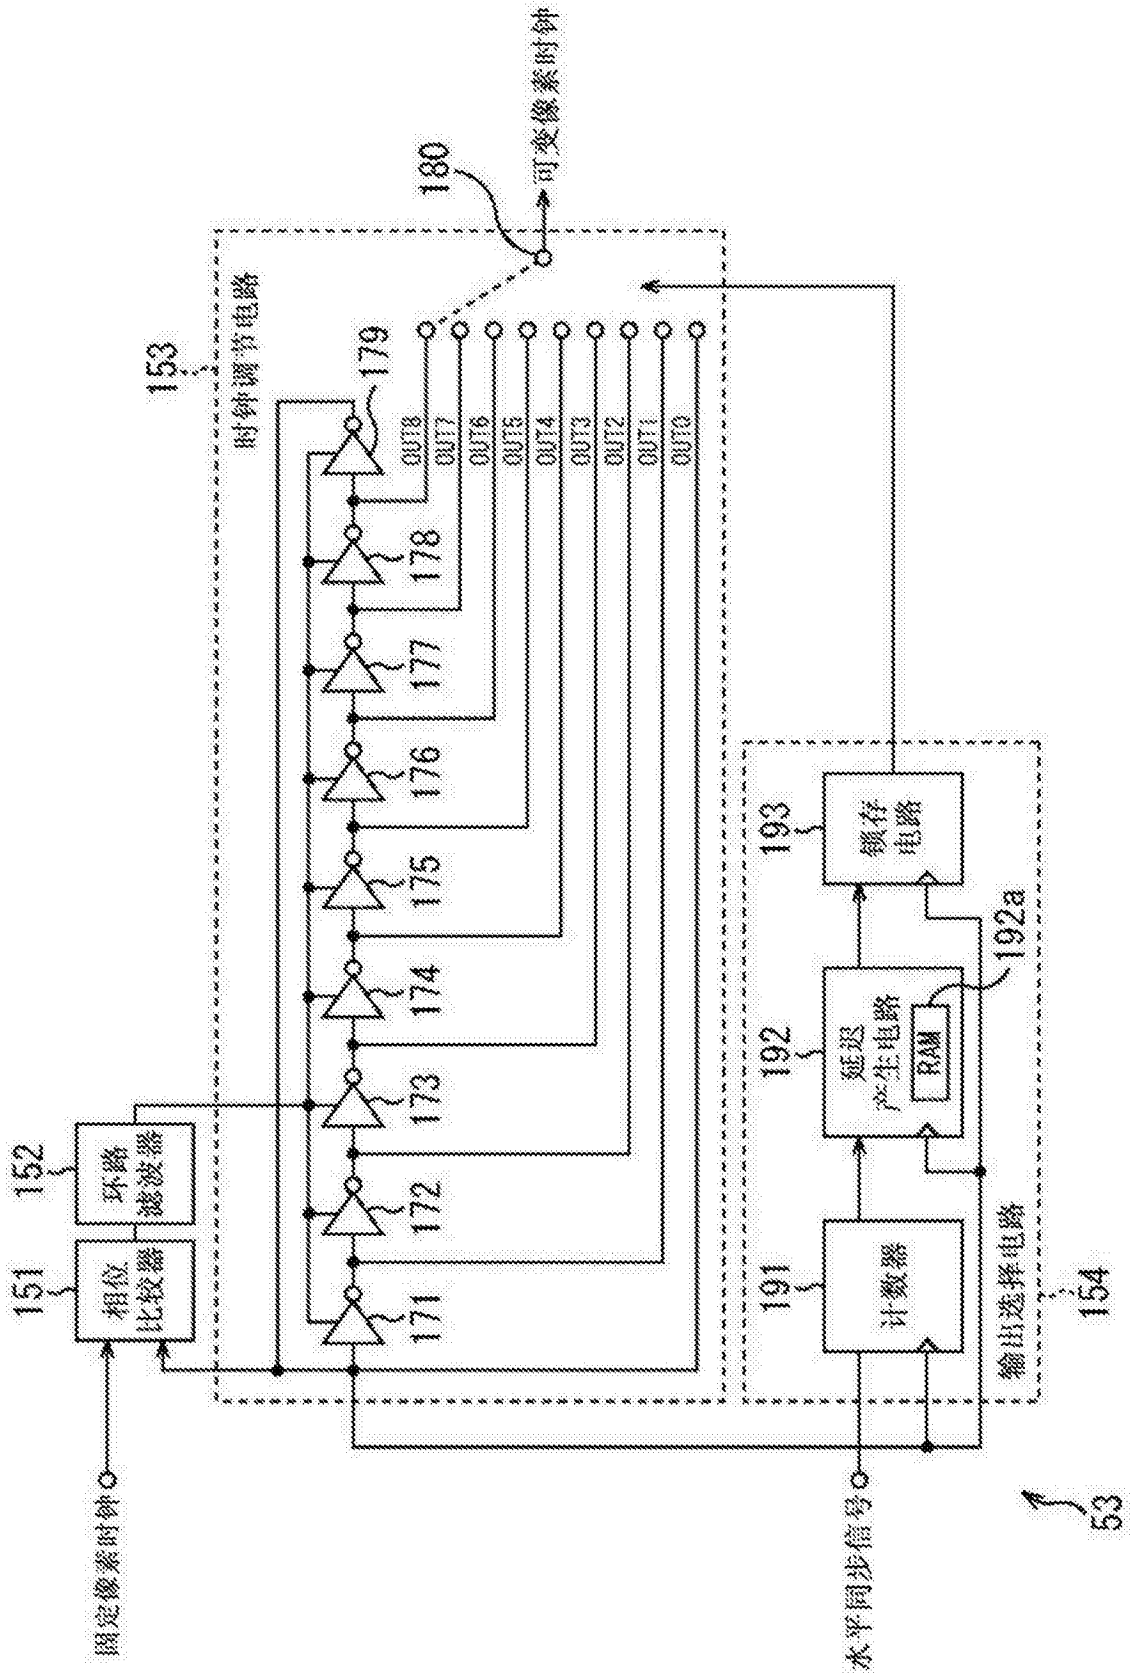 固定像素时钟
151
相位
比较器
152
环路
滤波器
153
时钟调节电路
171
172
173
174
175
176
177
178
179
OUT8
OUT7
OUT6
OUT5
OUT4
OUT3
OUT2
OUT1
OUT0
180
可变像素时钟
水平同步信号
191
计数器
192
延迟
产生电路
RAM
192a
193
锁存
电路
输出选择电路
154
53